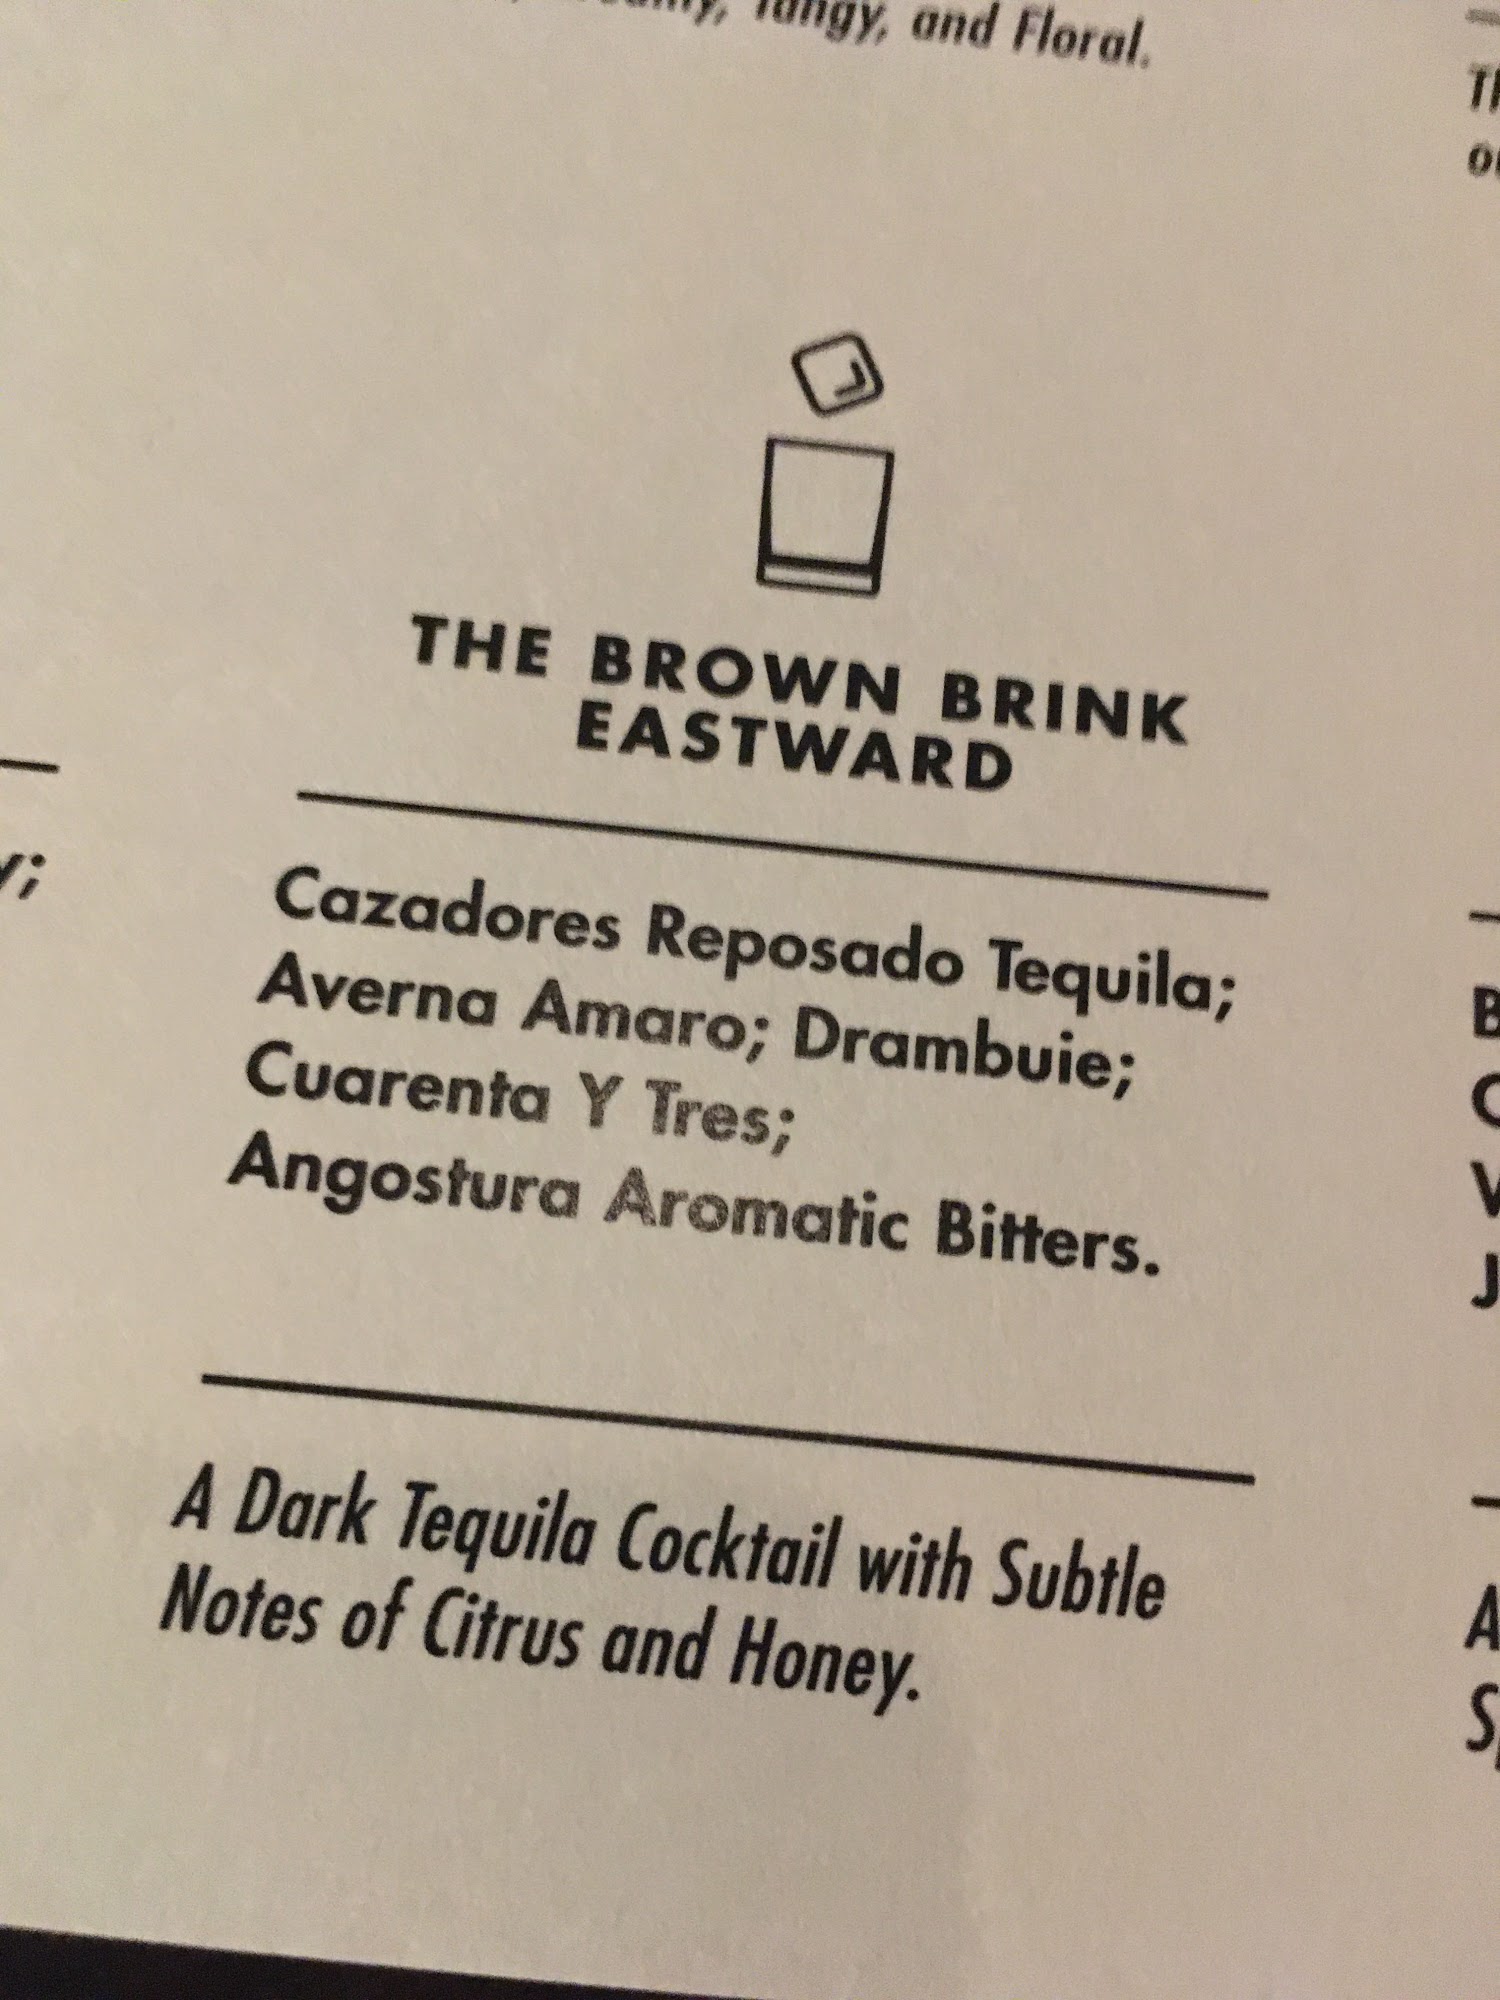 Tangy, and Floral.
THE BROWN BRINK
EASTWARD
Cazadores Reposado Tequila;
Averna Amaro; Drambuie;
Cuarenta Y Tres;
Angostura Aromatic Bitters.
A Dark Tequila Cocktail with Subtle
Notes of Citrus and Honey.